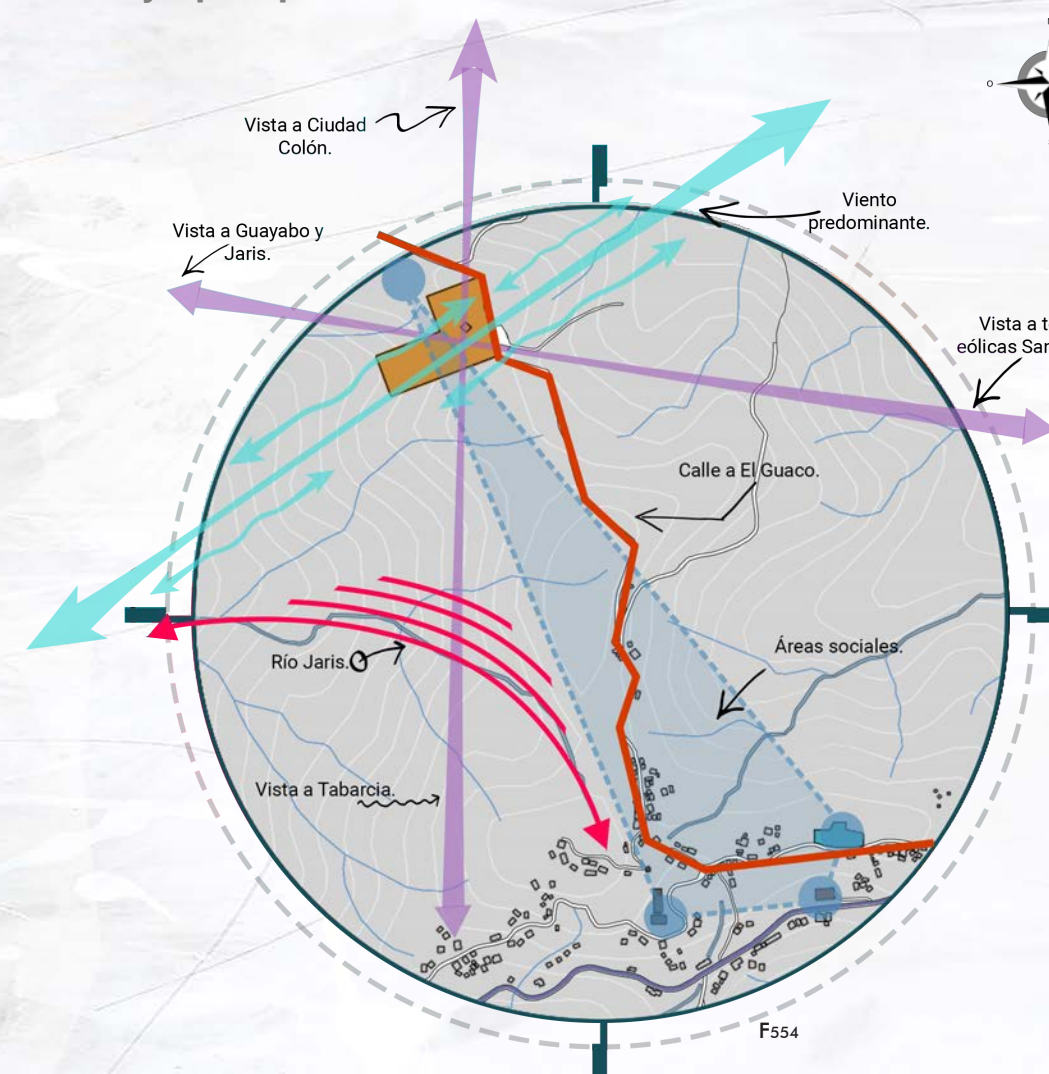 Vista a Ciudad
Colón.
Vista a Guayabo y
Jaris.
Viento
predominante.
O
Vista a
eólicas
Calle a El Guaco.
Áreas sociales.
Río Jaris.
Vista a Tabarcia.
F554